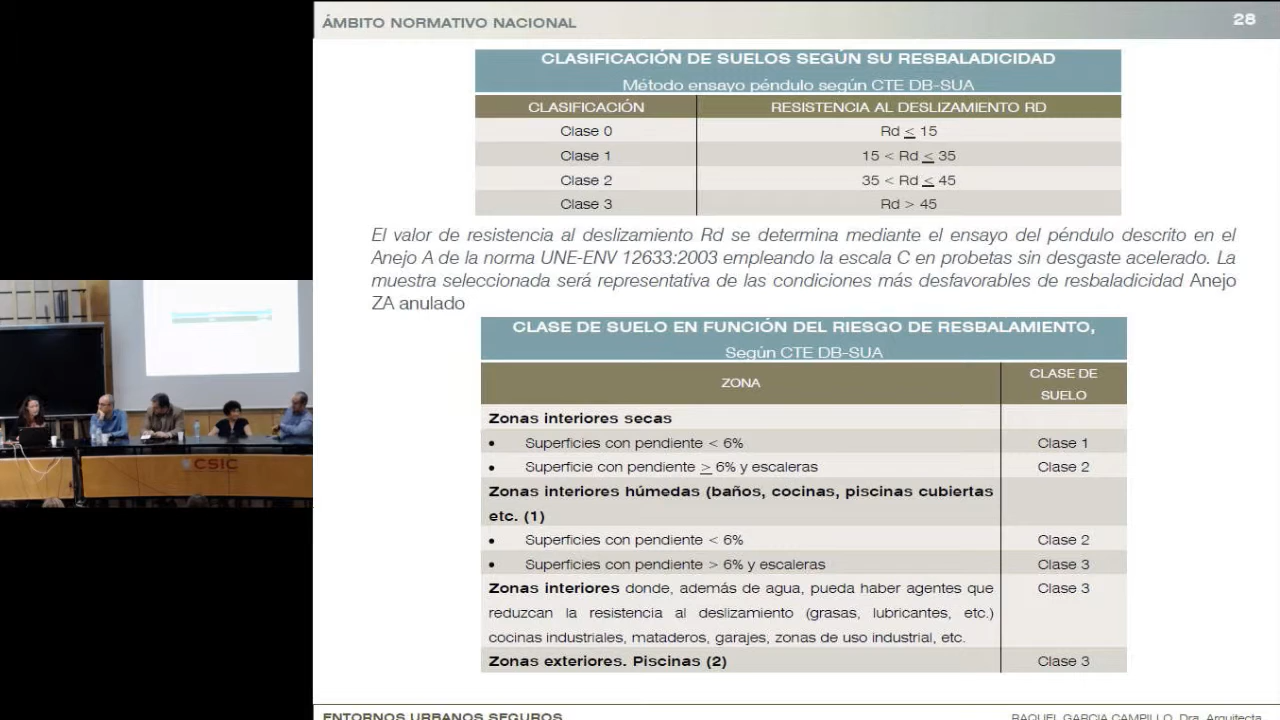 ÁMBITO NORMATIVO NACIONAL
28
CLASIFICACIÓN DE SUELOS SEGÚN SU RESBALADICIDAD
Método ensayo péndulo según CTE DB-SUA
CLASIFICACIÓN RESISTENCIA AL DESLIZAMIENTO RD
Clase 0 Rd ≤ 15
Clase 1 15 < Rd ≤ 35
Clase 2 35 < Rd ≤ 45
Clase 3 Rd > 45
El valor de resistencia al deslizamiento Rd se determina mediante el ensayo del péndulo descrito en el
Anejo A de la norma UNE-ENV 12633:2003 empleando la escala C en probetas sin desgaste acelerado. La
muestra seleccionada será representativa de las condiciones más desfavorables de resbaladicidad Anejo
ZA anulado
CLASE DE SUELO EN FUNCIÓN DEL RIESGO DE RESBALAMIENTO,
Según CTE DB-SUA
ZONA CLASE DE
SUELO
Zonas interiores secas
• Superficies con pendiente < 6% Clase 1
• Superficie con pendiente ≥ 6% y escaleras Clase 2
Zonas interiores húmedas (baños, cocinas, piscinas cubiertas
etc. (1)
• Superficies con pendiente < 6% Clase 2
• Superficies con pendiente > 6% y escaleras Clase 3
Zonas interiores donde, además de agua, pueda haber agentes que Clase 3
reduzcan la resistencia al deslizamiento (grasas, lubricantes, etc.)
cocinas industriales, mataderos, garajes, zonas de uso industrial, etc.
Zonas exteriores. Piscinas (2) Clase 3
CSIC
ENTORNOS URBANOS SEGUROS
RAQUEL GARCIA CAMPILLO, Dra. Arquitecta